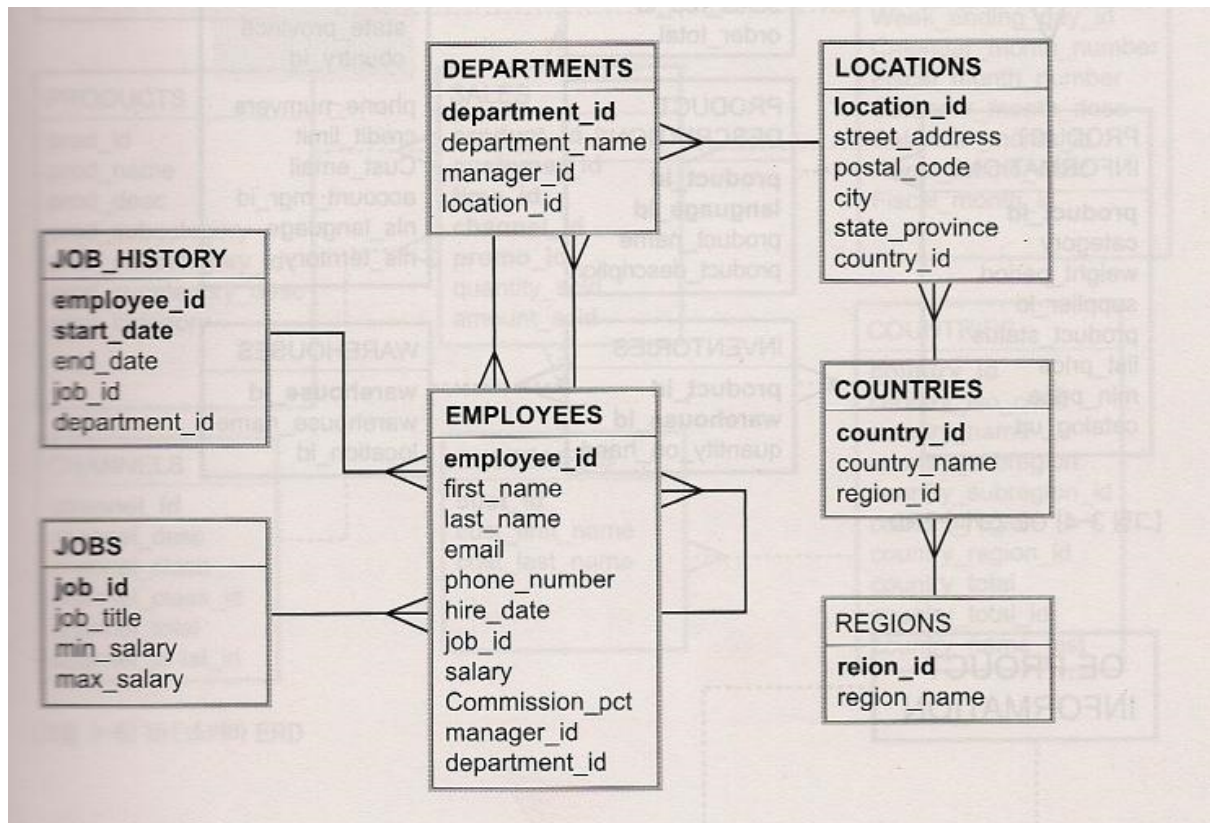 DEPARTMENTS
department_id
department_name
manager_id
location_id
LOCATIONS
location_id
street_address
postal_code
city
state_province
country_id
JOB_HISTORY
employee_id
start_date
end_date
job_id
department_id
EMPLOYEES
employee_id
first_name
last_name
email
phone_number
hire_date
job_id
salary
Commission_pct
manager_id
department_id
COUNTRIES
country_id
country_name
region_id
JOBS
job_id
job_title
min_salary
max_salary
REGIONS
reion_id
region_name